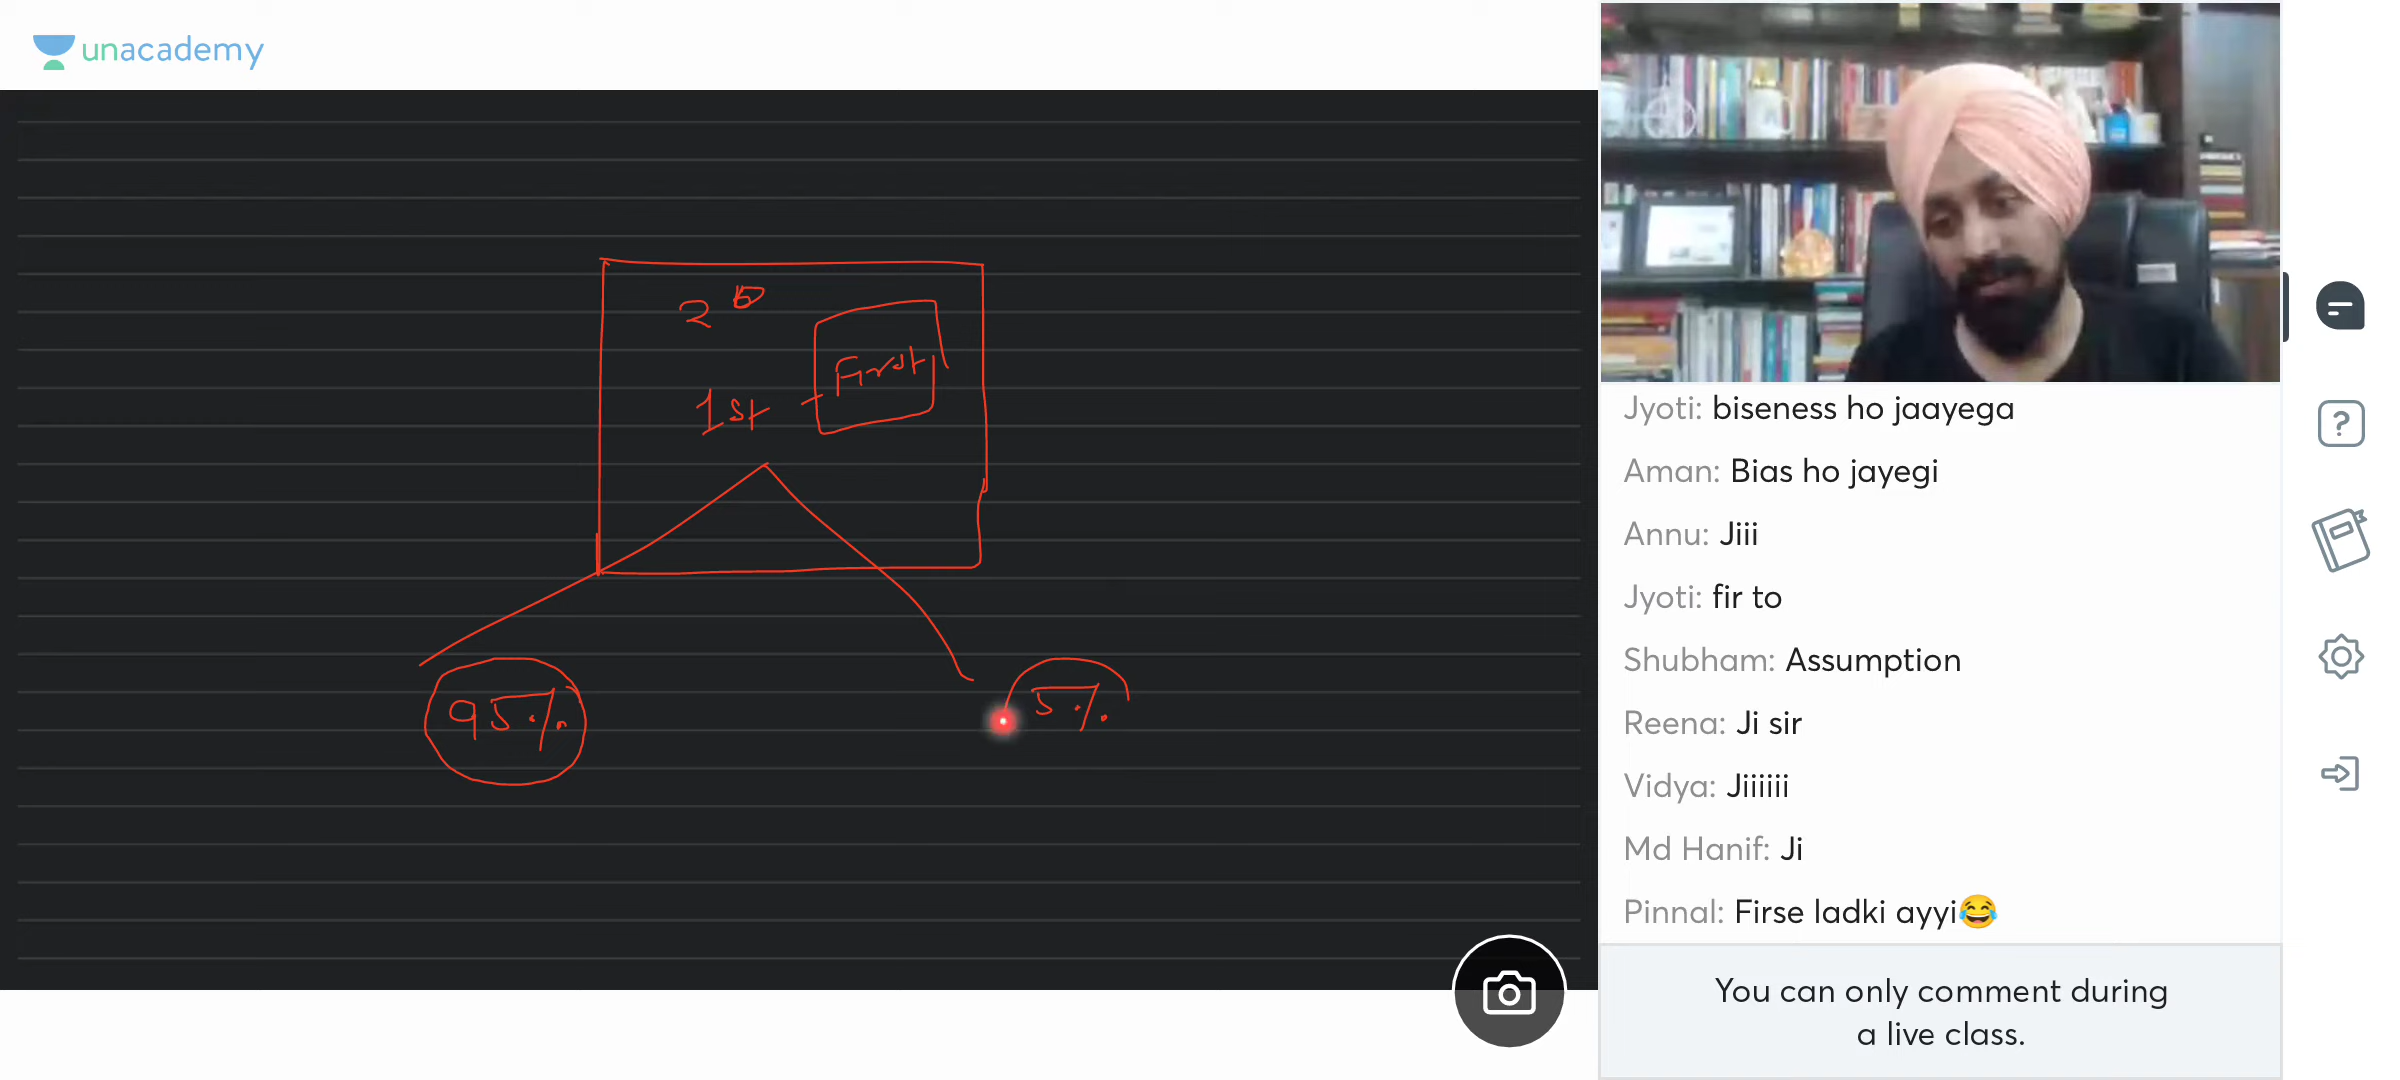 unacademy
2
1st - First
95%
5%
Jyoti: biseness ho jaayega
Aman: Bias ho jayegi
Annu: Jiii
Jyoti: fir to
Shubham: Assumption
Reena: Ji sir
Vidya: Jiiiiii
Md Hanif: Ji
Pinnal: Firse ladki ayyi😂
You can only comment during
a live class.
?